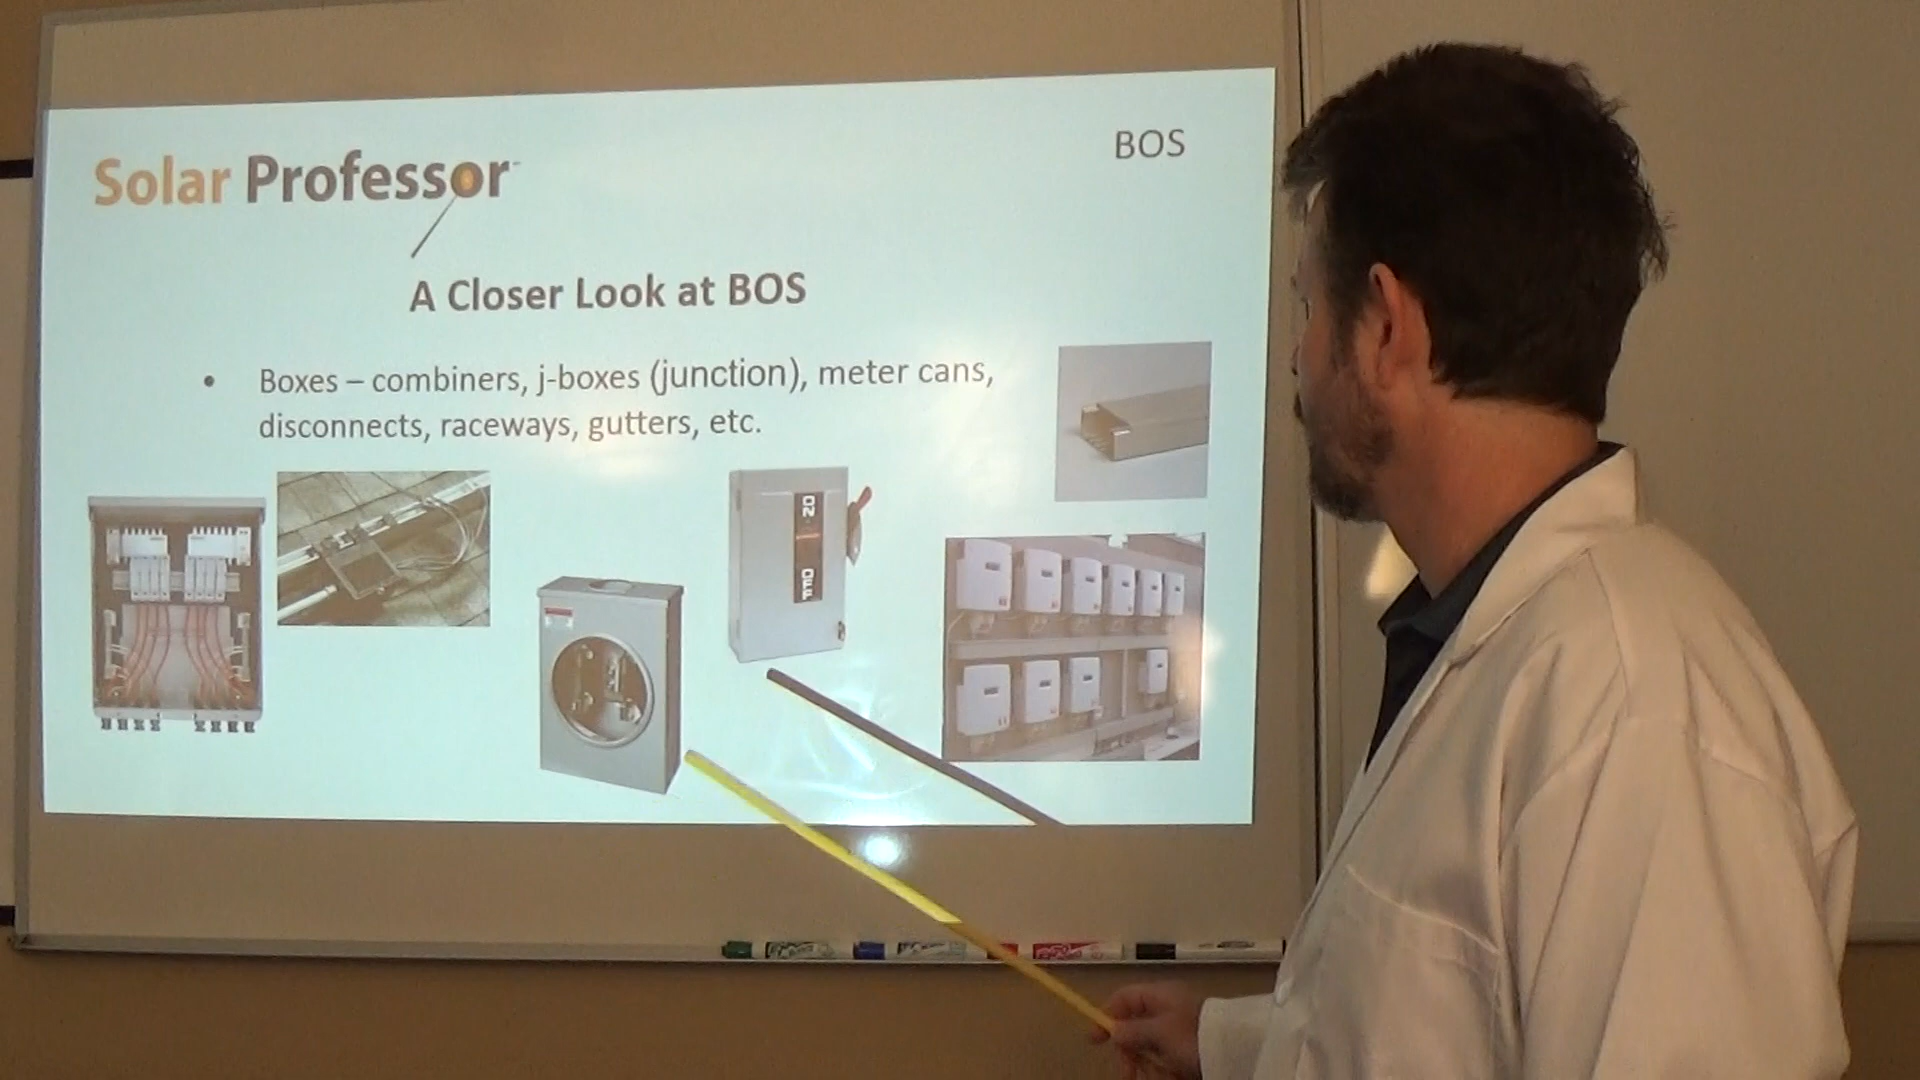 BOS
Solar Professor
A Closer Look at BOS
• Boxes – combiners, j-boxes (junction), meter cans,
disconnects, raceways, gutters, etc.
ON
OFF